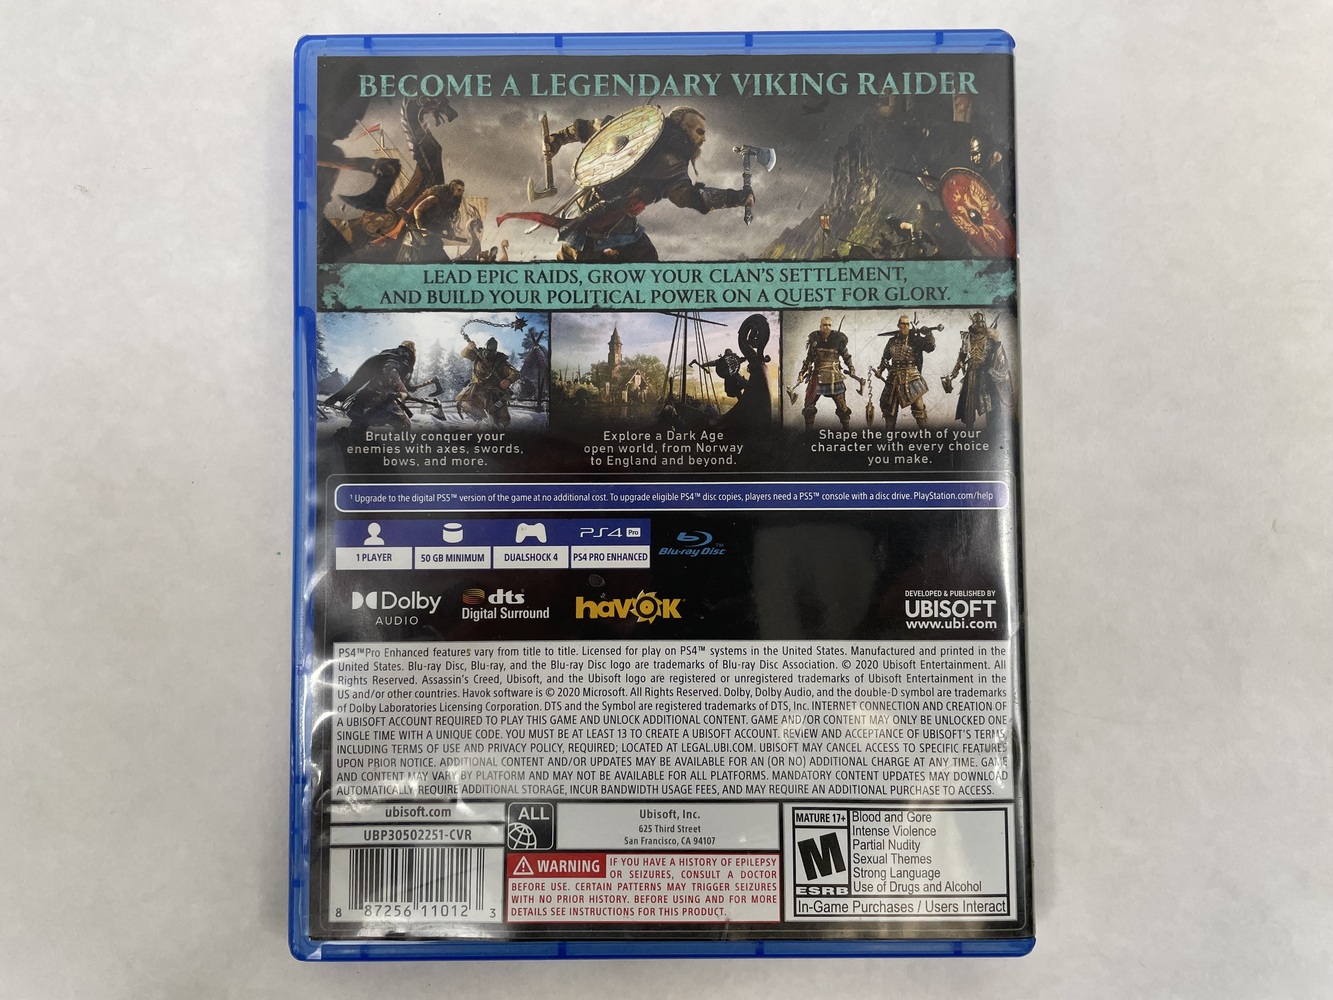 BECOME A LEGENDARY VIKING RAIDER
LEAD EPIC RAIDS, GROW YOUR CLAN'S SETTLEMENT,
AND BUILD YOUR POLITICAL POWER ON A QUEST FOR GLORY.
Brutally conquer your
enemies with axes, swords,
bows, and more.
Explore a Dark Age
open world, from Norway
to England and beyond.
Shape the growth of your
character with every choice
you make.
¹ Upgrade to the digital PS5™ version of the game at no additional cost. To upgrade eligible PS4™ disc copies, players need a PS5™ console with a disc drive. PlayStation.com/help
PS4 Pro
1 PLAYER
50 GB MINIMUM
DUALSHOCK 4
PS4 PRO ENHANCED
Blu-ray Disc™
Dolby
AUDIO
dts
Digital Surround
havok
DEVELOPED & PUBLISHED BY
UBISOFT
www.ubi.com
PS4™Pro Enhanced features vary from title to title. Licensed for play on PS4™ systems in the United States. Manufactured and printed in the
United States. Blu-ray Disc, Blu-ray, and the Blu-ray Disc logo are trademarks of Blu-ray Disc Association. © 2020 Ubisoft Entertainment. All
Rights Reserved. Assassin's Creed, Ubisoft, and the Ubisoft logo are registered or unregistered trademarks of Ubisoft Entertainment in the
US and/or other countries. Havok software is © 2020 Microsoft. All Rights Reserved. Dolby, Dolby Audio, and the double-D symbol are trademarks
of Dolby Laboratories Licensing Corporation. DTS and the Symbol are registered trademarks of DTS, Inc. INTERNET CONNECTION AND CREATION OF
A UBISOFT ACCOUNT REQUIRED TO PLAY THIS GAME AND UNLOCK ADDITIONAL CONTENT. GAME AND/OR CONTENT MAY ONLY BE UNLOCKED ONE
SINGLE TIME WITH A UNIQUE CODE. YOU MUST BE AT LEAST 13 TO CREATE A UBISOFT ACCOUNT. REVIEW AND ACCEPTANCE OF UBISOFT'S TERMS,
INCLUDING TERMS OF USE AND PRIVACY POLICY, REQUIRED; LOCATED AT LEGAL.UBI.COM. UBISOFT MAY CANCEL ACCESS TO SPECIFIC FEATURES
UPON PRIOR NOTICE. ADDITIONAL CONTENT AND/OR UPDATES MAY BE AVAILABLE FOR AN (OR NO) ADDITIONAL CHARGE AT ANY TIME. GAME
AND CONTENT MAY VARY BY PLATFORM AND MAY NOT BE AVAILABLE FOR ALL PLATFORMS. MANDATORY CONTENT UPDATES MAY DOWNLOAD
AUTOMATICALLY, REQUIRE ADDITIONAL STORAGE, INCUR BANDWIDTH USAGE FEES, AND MAY REQUIRE AN ADDITIONAL PURCHASE TO ACCESS.
ubisoft.com
UBP30502251-CVR
8 87256 11012 3
ALL
Ubisoft, Inc.
625 Third Street
San Francisco, CA 94107
WARNING IF YOU HAVE A HISTORY OF EPILEPSY
OR SEIZURES, CONSULT A DOCTOR
BEFORE USE. CERTAIN PATTERNS MAY TRIGGER SEIZURES
WITH NO PRIOR HISTORY. BEFORE USING AND FOR MORE
DETAILS SEE INSTRUCTIONS FOR THIS PRODUCT.
MATURE 17+
M
ESRB
Blood and Gore
Intense Violence
Partial Nudity
Sexual Themes
Strong Language
Use of Drugs and Alcohol
In-Game Purchases / Users Interact